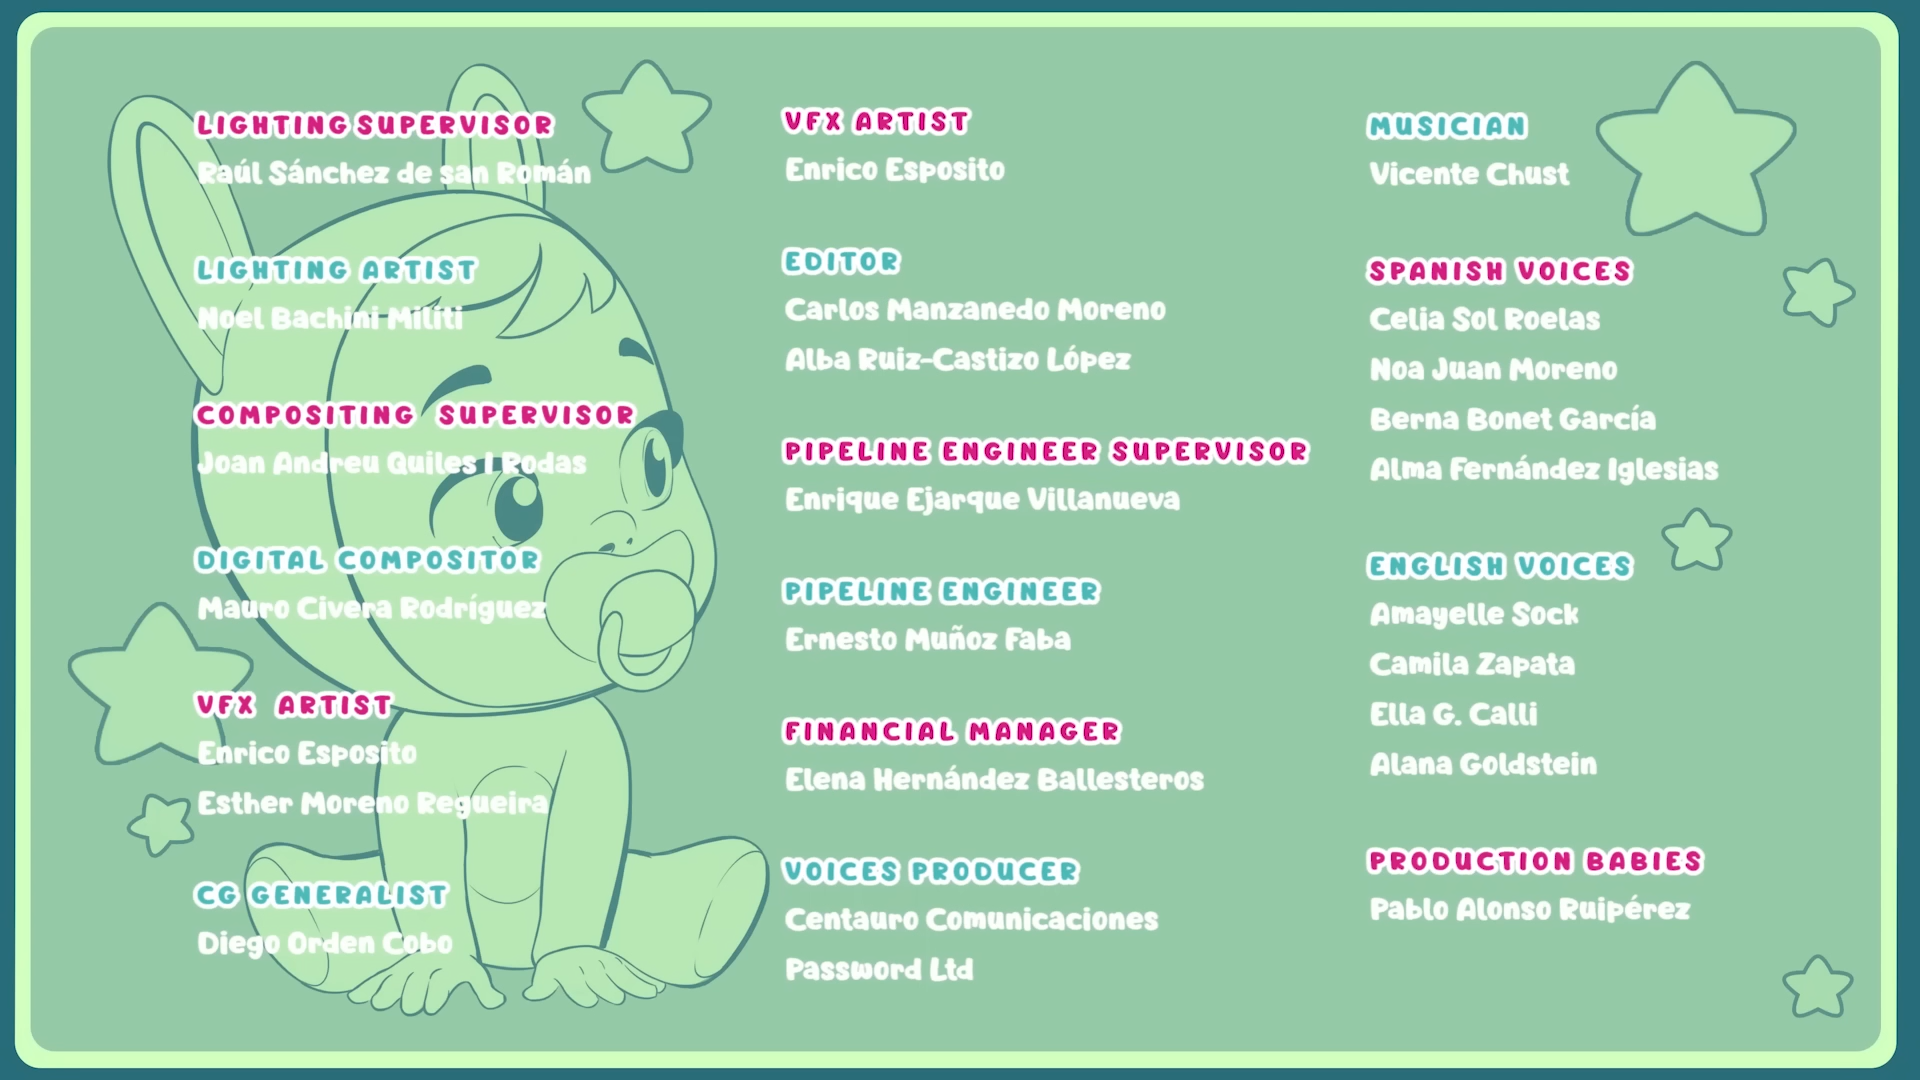 LIGHTING SUPERVISOR
Raúl Sánchez de san Román
LIGHTING ARTIST
Noel Bachini Militi
COMPOSITING SUPERVISOR
Joan Andreu Quiles I Rodas
DIGITAL COMPOSITOR
Mauro Civera Rodríguez
VFX ARTIST
Enrico Esposito
Esther Moreno Regueira
CG GENERALIST
Diego Orden Cobo
VFX ARTIST
Enrico Esposito
EDITOR
Carlos Manzanedo Moreno
Alba Ruiz-Castizo López
PIPELINE ENGINEER SUPERVISOR
Enrique Ejarque Villanueva
PIPELINE ENGINEER
Ernesto Muñoz Faba
FINANCIAL MANAGER
Elena Hernández Ballesteros
VOICES PRODUCER
Centauro Comunicaciones
Password Ltd
MUSICIAN
Vicente Chust
SPANISH VOICES
Celia Sol Roelas
Noa Juan Moreno
Berna Bonet García
Alma Fernández Iglesias
ENGLISH VOICES
Amayelle Sock
Camila Zapata
Ella G. Calli
Alana Goldstein
PRODUCTION BABIES
Pablo Alonso Ruipérez